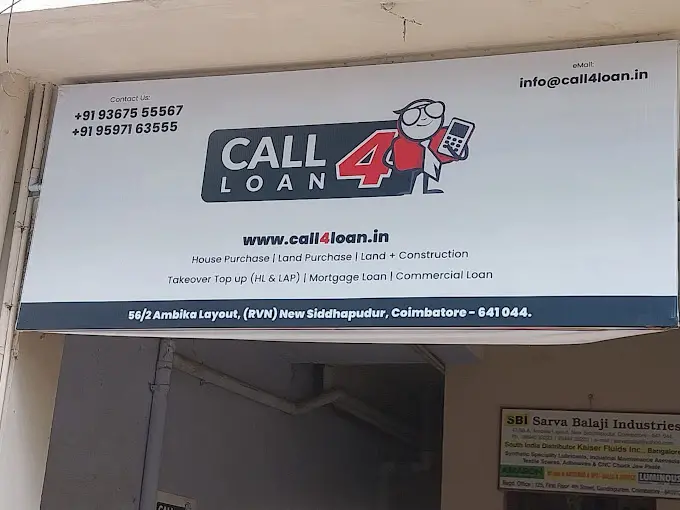 Contact Us:
+91 93675 55567
+91 95971 63555
eMail:
info@call4loan.in
CALL 4
LOAN
www.call4loan.in
House Purchase | Land Purchase | Land + Construction
Takeover Top up (HL & LAP) | Mortgage Loan | Commercial Loan
56/2 Ambika Layout, (RVN) New Siddhapudur, Coimbatore - 641 044.
SBI Sarva Balaji Industries
South India Distributor Kaiser Fluids Inc., Bangalore
LUMINOUS
CALL